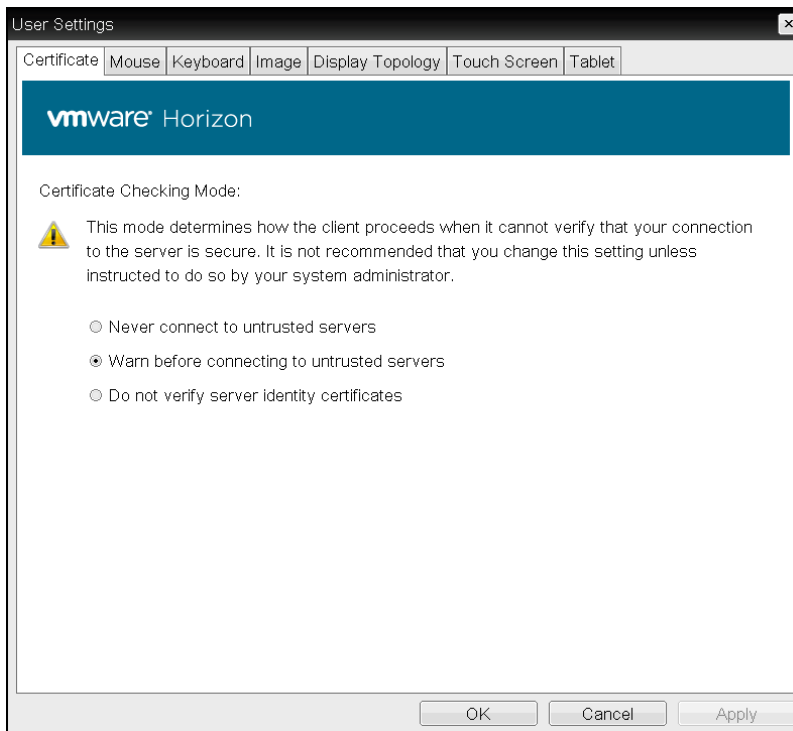 User Settings
Certificate Mouse Keyboard Image Display Topology Touch Screen Tablet
vmware Horizon
Certificate Checking Mode:
This mode determines how the client proceeds when it cannot verify that your connection
to the server is secure. It is not recommended that you change this setting unless
instructed to do so by your system administrator.
Never connect to untrusted servers
Warn before connecting to untrusted servers
Do not verify server identity certificates
OK Cancel Apply